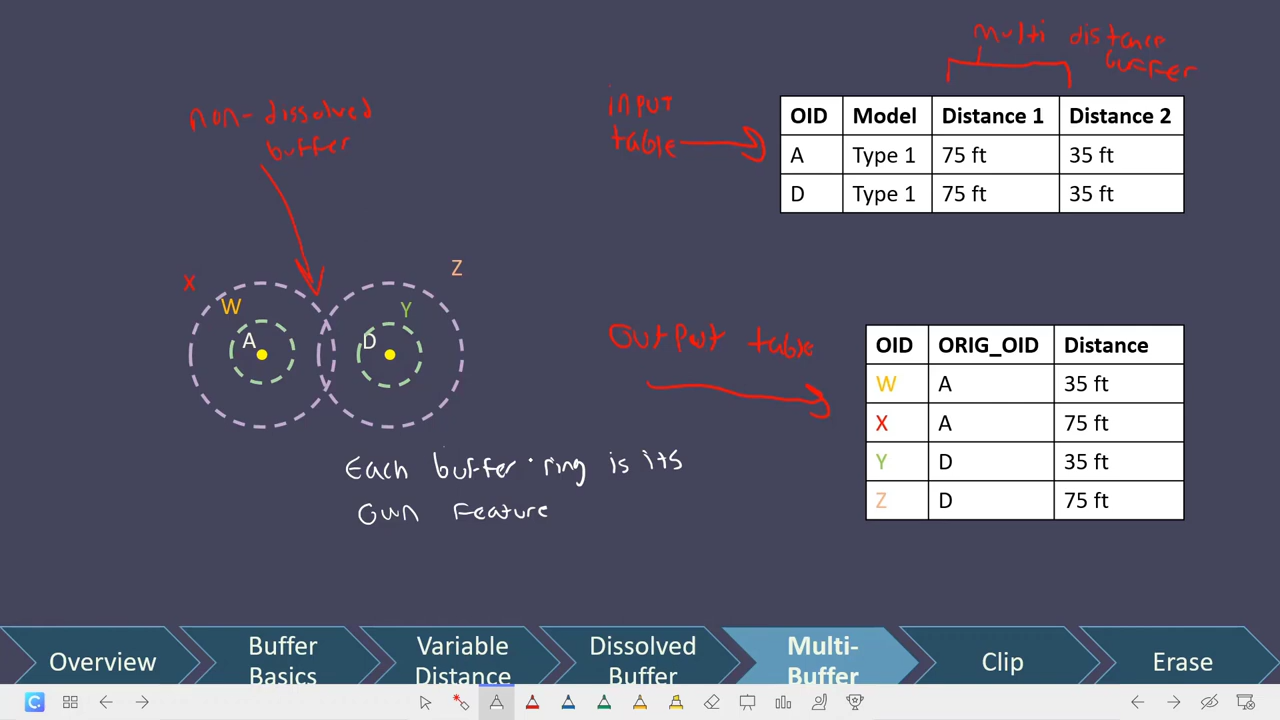 multi distance
buffer
non-dissolved
buffer
input
table
OID Model Distance 1 Distance 2
A Type 1 75 ft 35 ft
D Type 1 75 ft 35 ft
X
W
A
D
Y
Z
Output table
OID ORIG_OID Distance
W A 35 ft
X A 75 ft
Y D 35 ft
Z D 75 ft
Each buffer ring is its
Own Feature
Overview
Buffer
Basics
Variable
Distance
Dissolved
Buffer
Multi-
Buffer
Clip
Erase